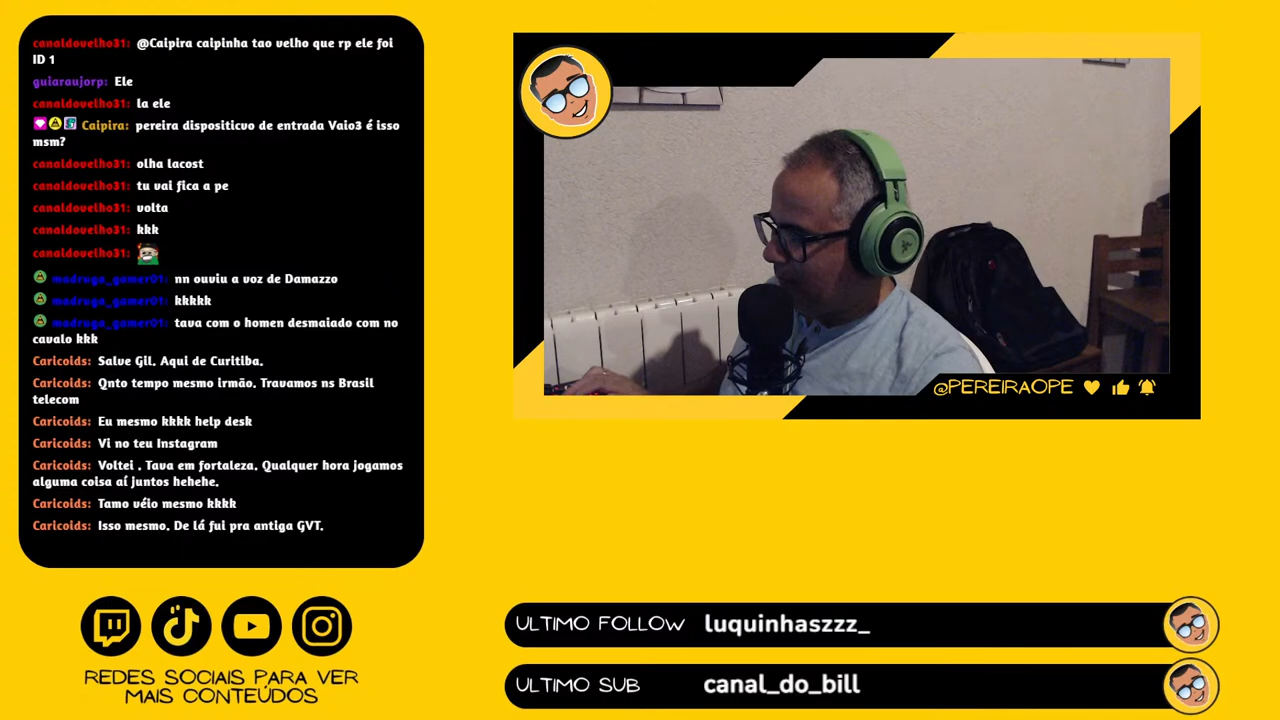 canaldovelho31: @Caipira caipinha tao velho que rp ele foi
ID 1
guiaraujorp: Ele
canaldovelho31: la ele
Caipira: pereira dispositicvo de entrada Vaio3 é isso
msm?
canaldovelho31: olha lacost
canaldovelho31: tu vai fica a pe
canaldovelho31: volta
canaldovelho31: kkk
canaldovelho31:
madruga_gamer01: nn ouviu a voz de Damazzo
madruga_gamer01: kkkkk
madruga_gamer01: tava com o homen desmaiado com no
cavalo kkk
Caricoids: Salve Gil. Aqui de Curitiba.
Caricoids: Qnto tempo mesmo irmão. Travamos ns Brasil
telecom
Caricoids: Eu mesmo kkkk help desk
Caricoids: Vi no teu Instagram
Caricoids: Voltei . Tava em fortaleza. Qualquer hora jogamos
alguma coisa aí juntos hehehe.
Caricoids: Tamo véio mesmo kkkk
Caricoids: Isso mesmo. De lá fui pra antiga GVT.
REDES SOCIAIS PARA VER
MAIS CONTEÚDOS
@PEREIRAOPE
ULTIMO FOLLOW luquinhaszzz_
ULTIMO SUB canal_do_bill